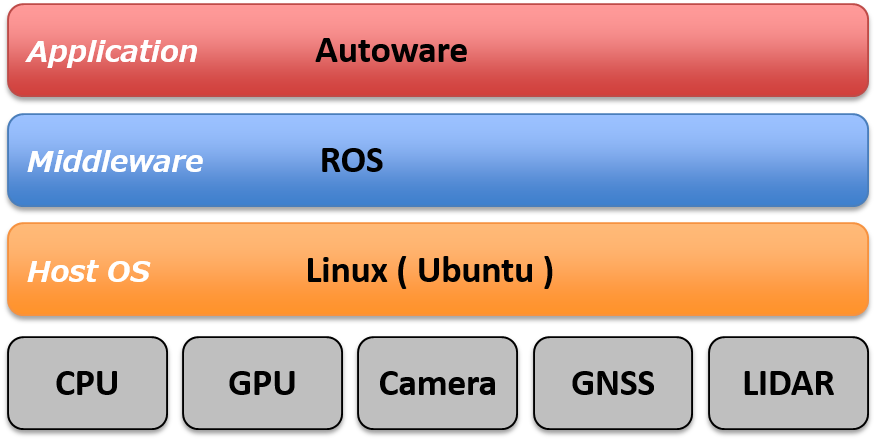 Application Autoware
Middleware ROS
Host OS Linux ( Ubuntu )
CPU GPU Camera GNSS LIDAR